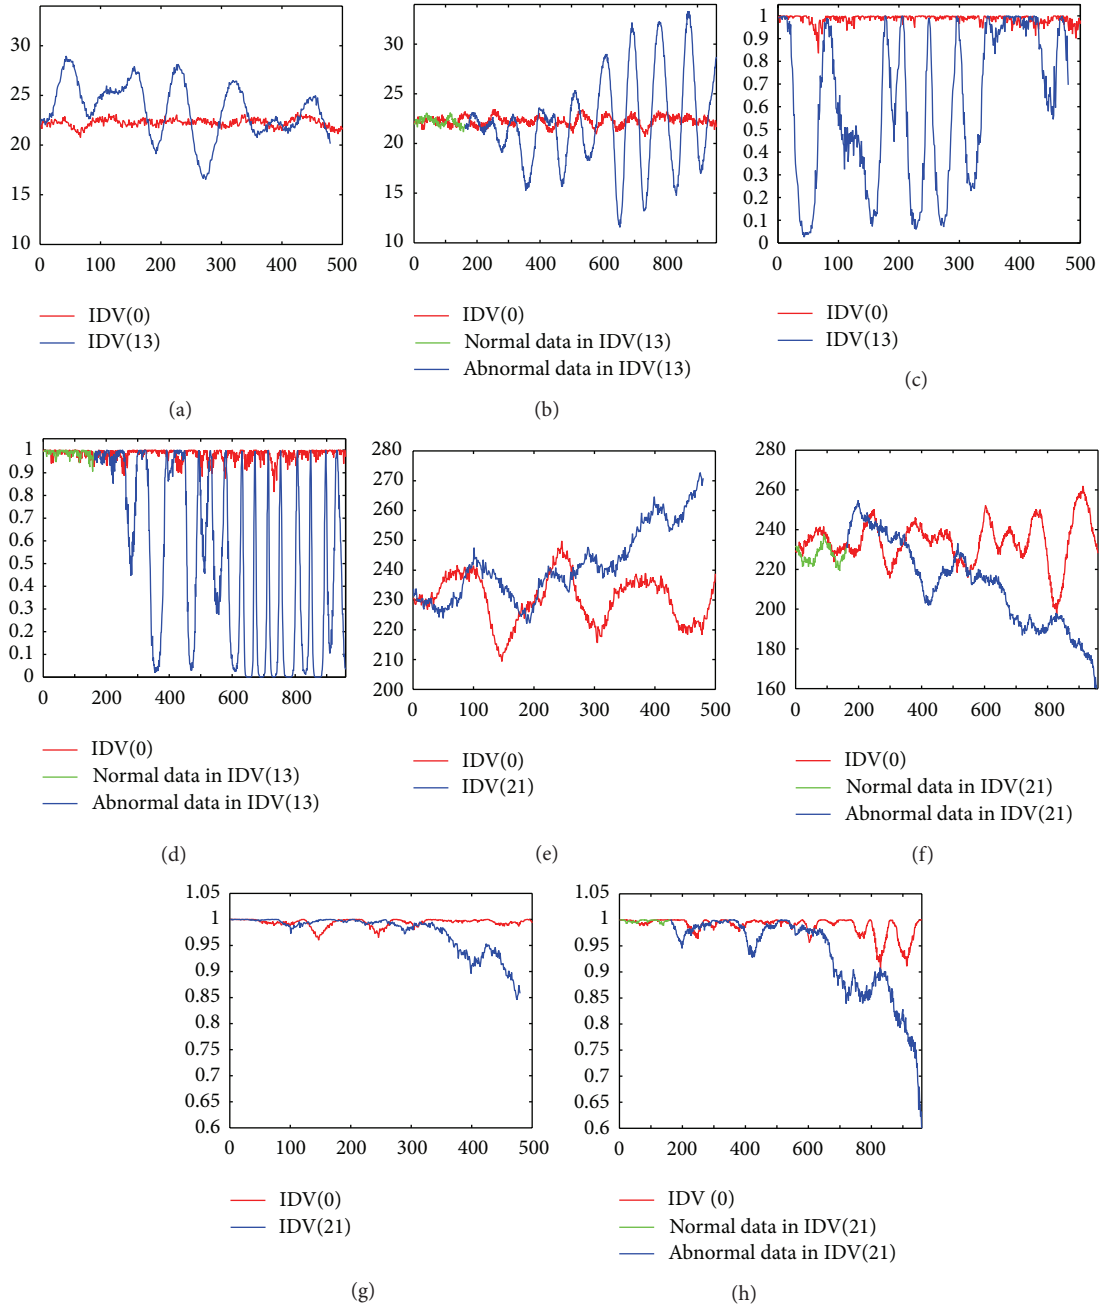 30
25
20
15
10
0 100 200 300 400 500
IDV(0)
IDV(13)
(a)
30
25
20
15
10
0 100 200 300 400 500 600 700 800 900
IDV(0)
Normal data in IDV(13)
Abnormal data in IDV(13)
(b)
1
0.9
0.8
0.7
0.6
0.5
0.4
0.3
0.2
0.1
0
0 100 200 300 400 500
IDV(0)
IDV(13)
(c)
1
0.9
0.8
0.7
0.6
0.5
0.4
0.3
0.2
0.1
0
0 200 400 600 800
IDV(0)
Normal data in IDV(13)
Abnormal data in IDV(13)
(d)
280
270
260
250
240
230
220
210
200
0 100 200 300 400 500
IDV(0)
IDV(21)
(e)
280
260
240
220
200
180
160
0 200 400 600 800
IDV(0)
Normal data in IDV(21)
Abnormal data in IDV(21)
(f)
1.05
1
0.95
0.9
0.85
0.8
0.75
0.7
0.65
0.6
0 100 200 300 400 500
IDV(0)
IDV(21)
(g)
1.05
1
0.95
0.9
0.85
0.8
0.75
0.7
0.65
0.6
0 200 400 600 800
IDV (0)
Normal data in IDV(21)
Abnormal data in IDV(21)
(h)